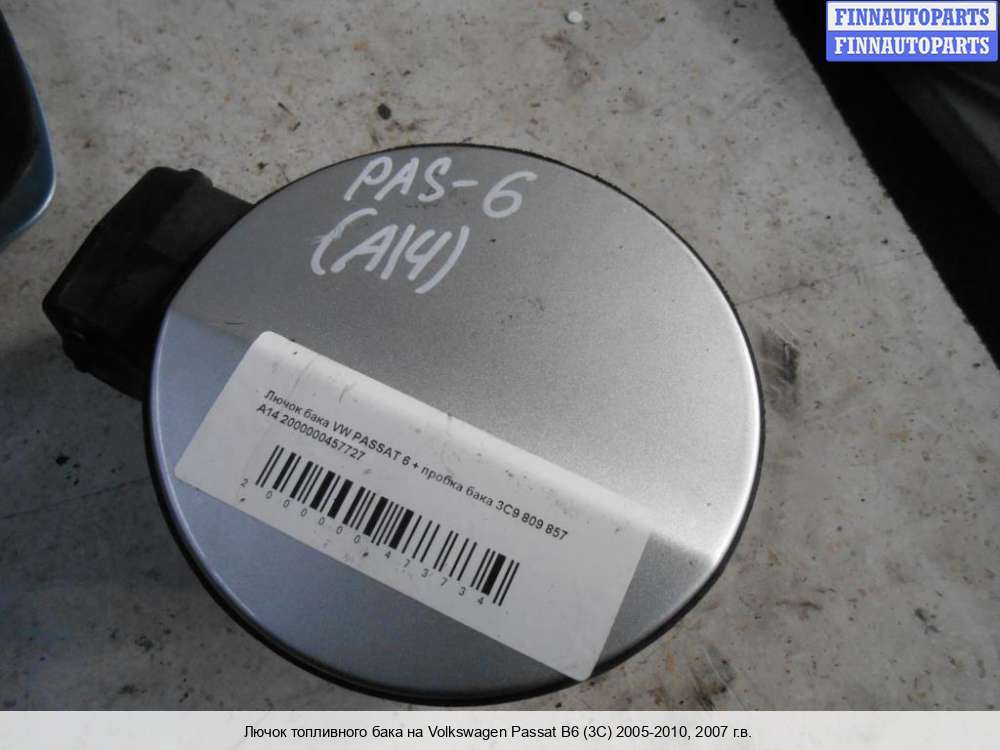 FINNAUTOPARTS
FINNAUTOPARTS
PAS-6
(A14)
Лючок бака VW PASSAT 6 + пробка бака 3C9 809 857
A14 2000000457727
2 000000 473734
Лючок топливного бака на Volkswagen Passat B6 (3C) 2005-2010, 2007 г.в.